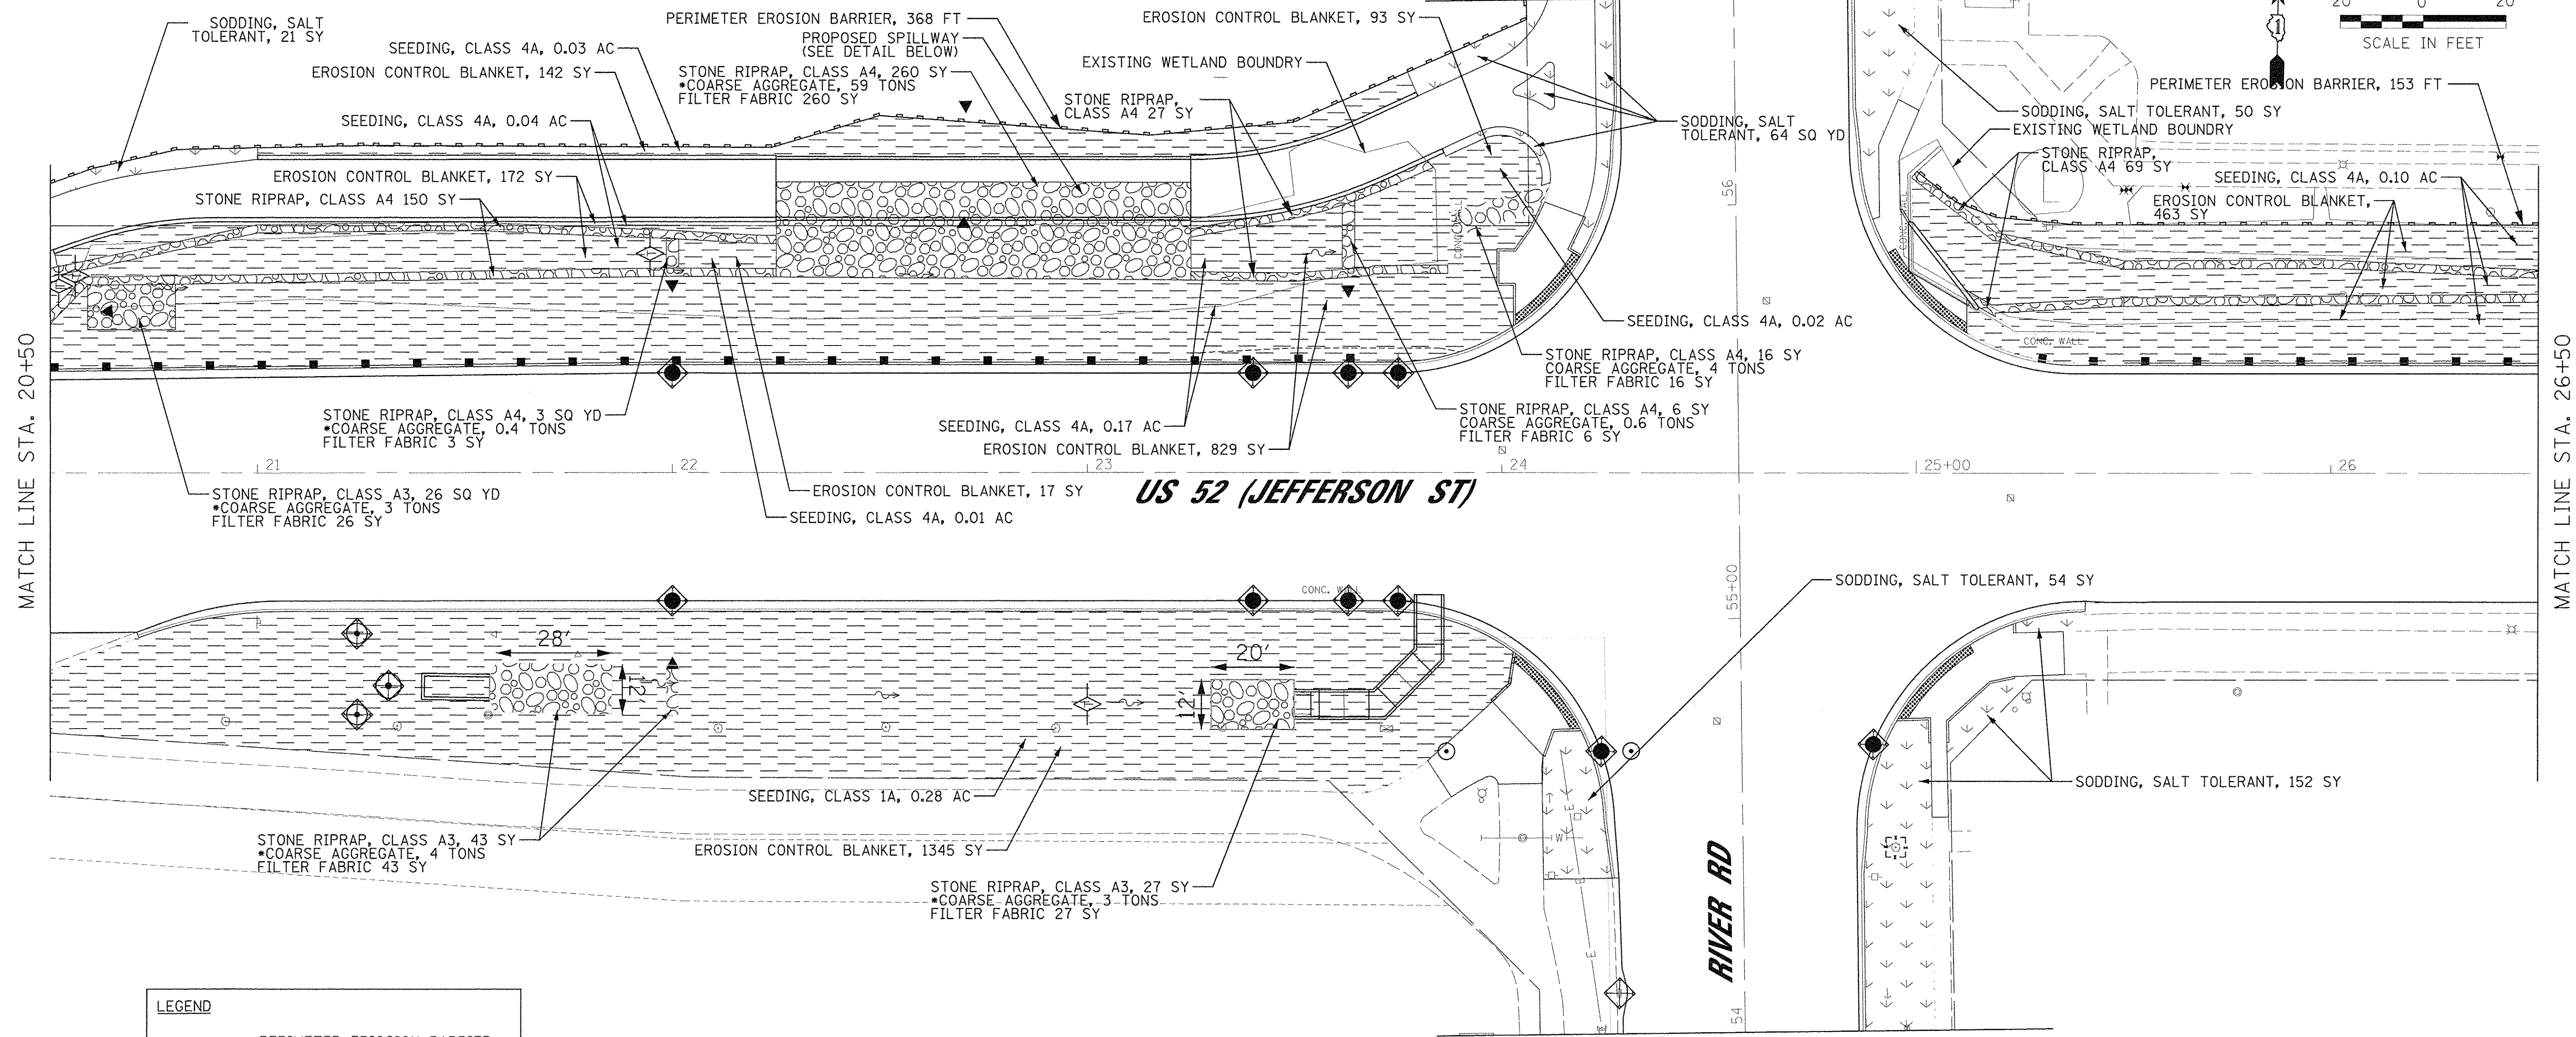 SODDING, SALT
TOLERANT, 21 SY
SEEDING, CLASS 4A, 0.03 AC
EROSION CONTROL BLANKET, 142 SY
SEEDING, CLASS 4A, 0.04 AC
EROSION CONTROL BLANKET, 172 SY
STONE RIPRAP, CLASS A4 150 SY
PERIMETER EROSION BARRIER, 368 FT
PROPOSED SPILLWAY
(SEE DETAIL BELOW)
STONE RIPRAP, CLASS A4, 260 SY
*COARSE AGGREGATE, 59 TONS
FILTER FABRIC 260 SY
EROSION CONTROL BLANKET, 93 SY
EXISTING WETLAND BOUNDRY
STONE RIPRAP,
CLASS A4 27 SY
SODDING, SALT
TOLERANT, 64 SQ YD
20 0 20
SCALE IN FEET
PERIMETER EROSION BARRIER, 153 FT
SODDING, SALT TOLERANT, 50 SY
EXISTING WETLAND BOUNDRY
STONE RIPRAP,
CLASS A4 69 SY
SEEDING, CLASS 4A, 0.10 AC
EROSION CONTROL BLANKET,
463 SY
CONC. WALL
CONC. WALL
CONC. WALL
56
SEEDING, CLASS 4A, 0.02 AC
STONE RIPRAP, CLASS A4, 16 SY
COARSE AGGREGATE, 4 TONS
FILTER FABRIC 16 SY
STONE RIPRAP, CLASS A4, 6 SY
COARSE AGGREGATE, 0.6 TONS
FILTER FABRIC 6 SY
SEEDING, CLASS 4A, 0.17 AC
EROSION CONTROL BLANKET, 829 SY
STONE RIPRAP, CLASS A4, 3 SQ YD
*COARSE AGGREGATE, 0.4 TONS
FILTER FABRIC 3 SY
MATCH LINE STA. 20+50
MATCH LINE STA. 26+50
21
22
23
24
25+00
26
STONE RIPRAP, CLASS A3, 26 SQ YD
*COARSE AGGREGATE, 3 TONS
FILTER FABRIC 26 SY
EROSION CONTROL BLANKET, 17 SY
SEEDING, CLASS 4A, 0.01 AC
US 52 (JEFFERSON ST)
55+00
CONC. WALL
SODDING, SALT TOLERANT, 54 SY
28'
12'
20'
12'
SEEDING, CLASS 1A, 0.28 AC
SODDING, SALT TOLERANT, 152 SY
STONE RIPRAP, CLASS A3, 43 SY
*COARSE AGGREGATE, 4 TONS
FILTER FABRIC 43 SY
EROSION CONTROL BLANKET, 1345 SY
STONE RIPRAP, CLASS A3, 27 SY
*COARSE AGGREGATE, 3 TONS
FILTER FABRIC 27 SY
W
E
E
RIVER RD
54
LEGEND